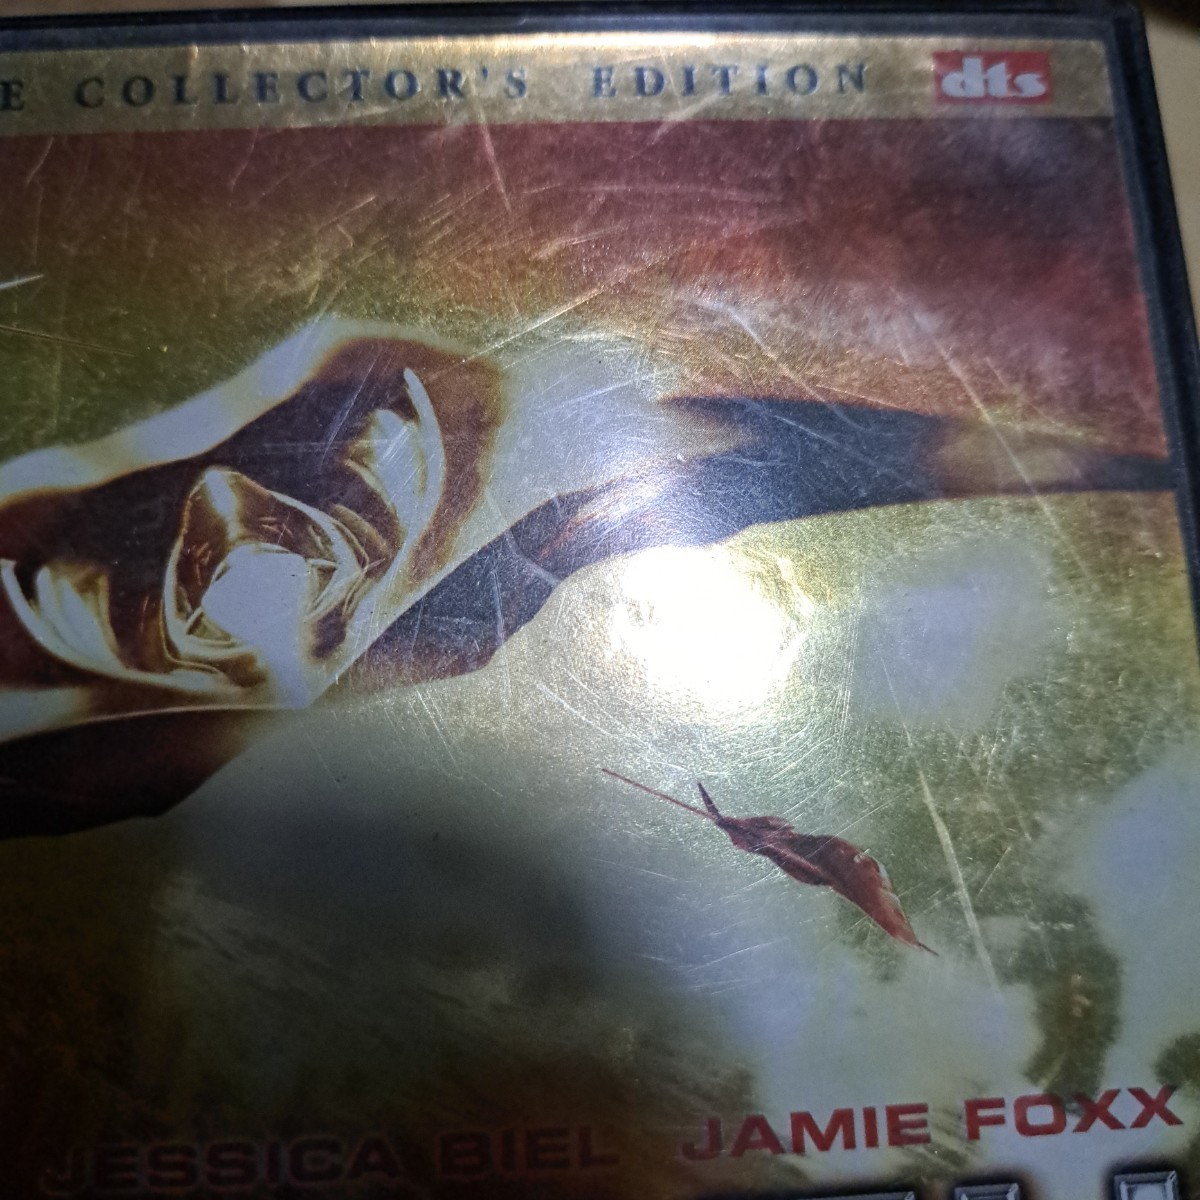 E COLLECTOR'S EDITION
dts
JESSICA BIEL JAMIE FOXX